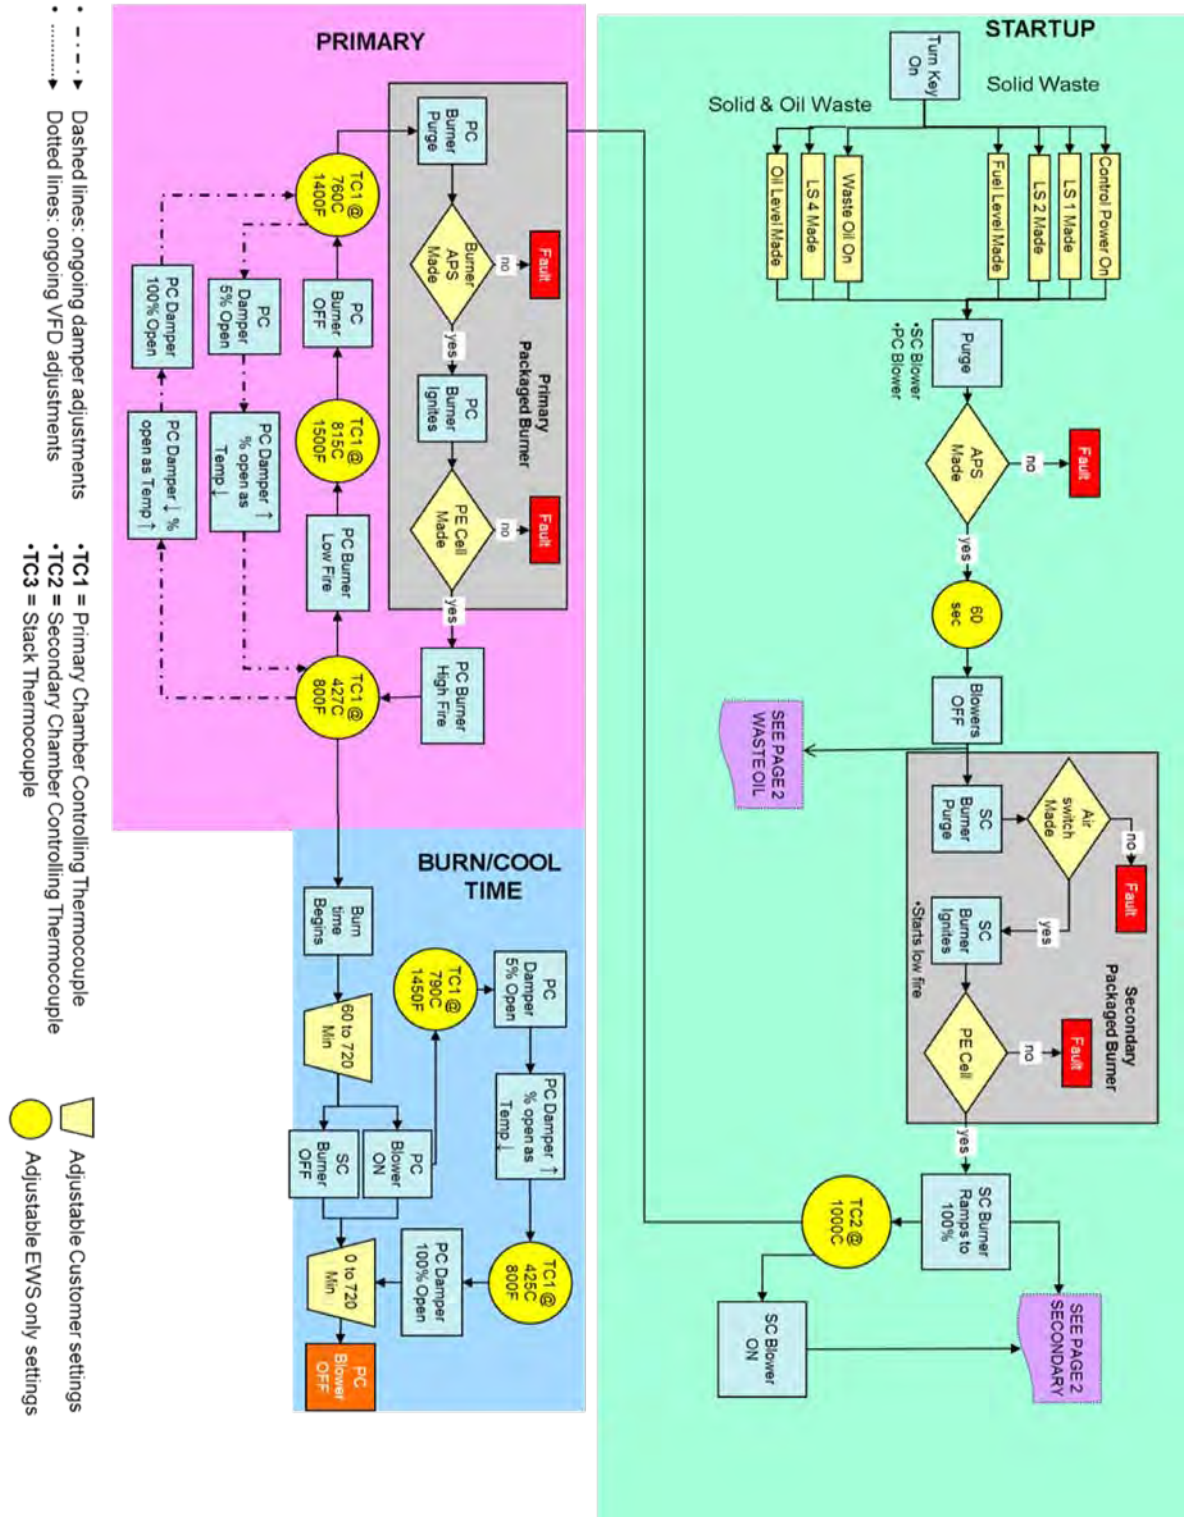 STARTUP
Turn Key
On
Solid Waste
Solid & Oil Waste
Control Power On
LS 1 Made
LS 2 Made
Fuel Level Made
Waste Oil On
LS 4 Made
Oil Level Made
Purge
•SC Blower
•PC Blower
APS
Made
no
Fault
yes
60
sec
Blowers
OFF
SEE PAGE 2
WASTE OIL
SC
Burner
Purge
Air
switch
Made
no
Fault
yes
SC
Burner
Ignites
•Starts low fire
Secondary
Packaged Burner
PE Cell
no
Fault
yes
SC Burner
Ramps to
100%
TC2 @
1000C
SC Blower
ON
SEE PAGE 2
SECONDARY
PRIMARY
PC
Burner
Purge
Burner
APS
Made
no
Fault
yes
Primary
Packaged Burner
PC
Burner
Ignites
PE Cell
Made
no
Fault
yes
PC Burner
High Fire
TC1 @
427C
800F
PC Burner
Low Fire
TC1 @
815C
1500F
PC
Burner
OFF
TC1 @
760C
1400F
PC
Damper
5% Open
PC Damper ↑
% open as
Temp ↓
PC Damper
100% Open
PC Damper ↓ %
open as Temp ↑
BURN/COOL
TIME
Burn
time
Begins
60 to 720
Min
PC
Blower
ON
SC
Burner
OFF
TC1 @
790C
1450F
PC
Damper
5% Open
PC Damper ↑
% open as
Temp ↓
TC1 @
425C
800F
PC Damper
100% Open
0 to 720
Min
PC
Blower
OFF
• Dashed lines: ongoing damper adjustments
• Dotted lines: ongoing VFD adjustments
•TC1 = Primary Chamber Controlling Thermocouple
•TC2 = Secondary Chamber Controlling Thermocouple
•TC3 = Stack Thermocouple
Adjustable Customer settings
Adjustable EWS only settings